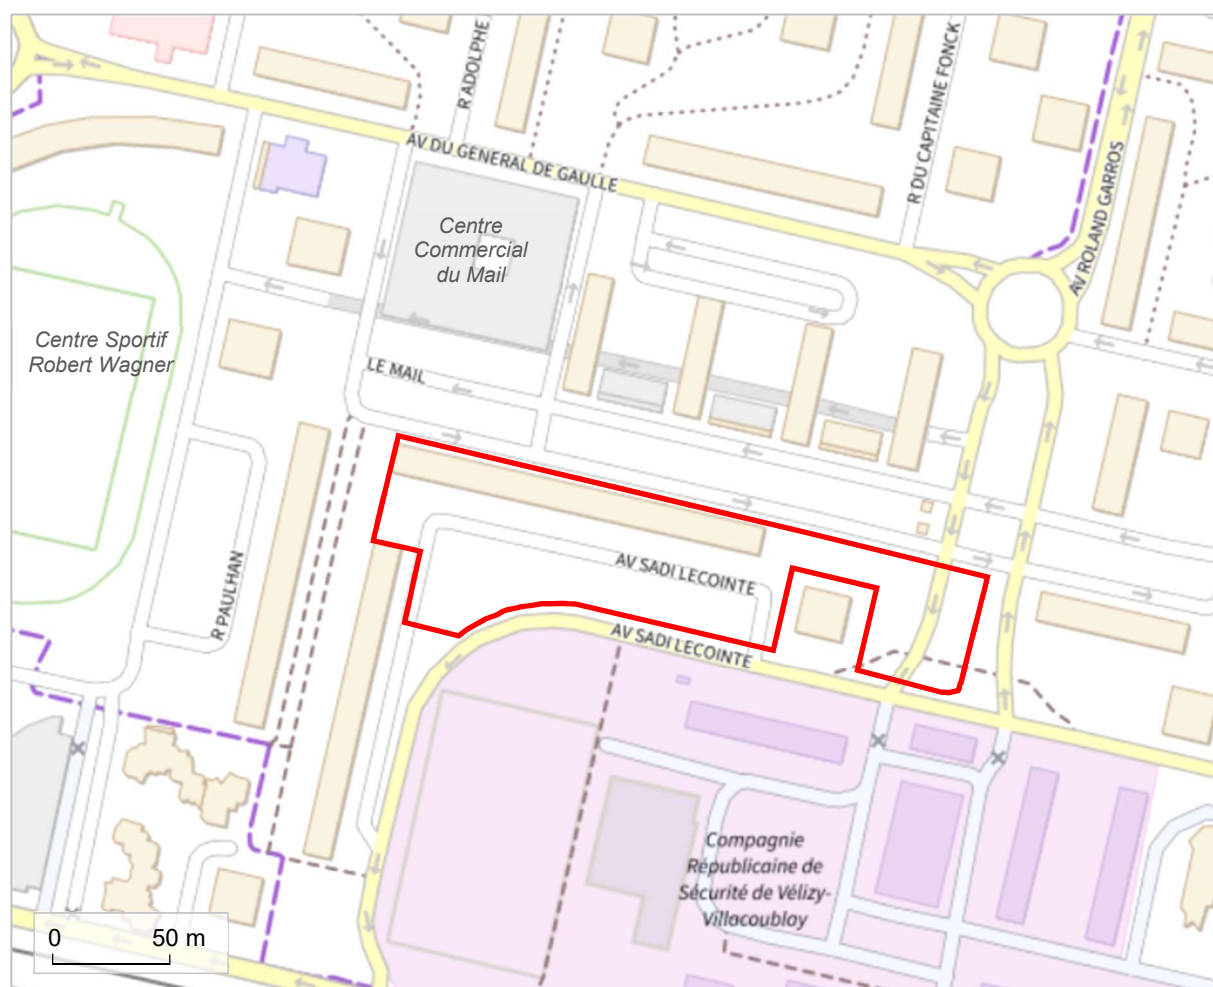 R ADOLPHE
R DU CAPITAINE FONCK
AV DU GENERAL DE GAULLE
AV ROLAND GARROS
Centre
Commercial
du Mail
Centre Sportif
Robert Wagner
LE MAIL
R PAULHAN
AV SADI LECOINTE
AV SADI LECOINTE
Compagnie
Républicaine de
Sécurité de Vélizy-
Villacoublay
0 50 m